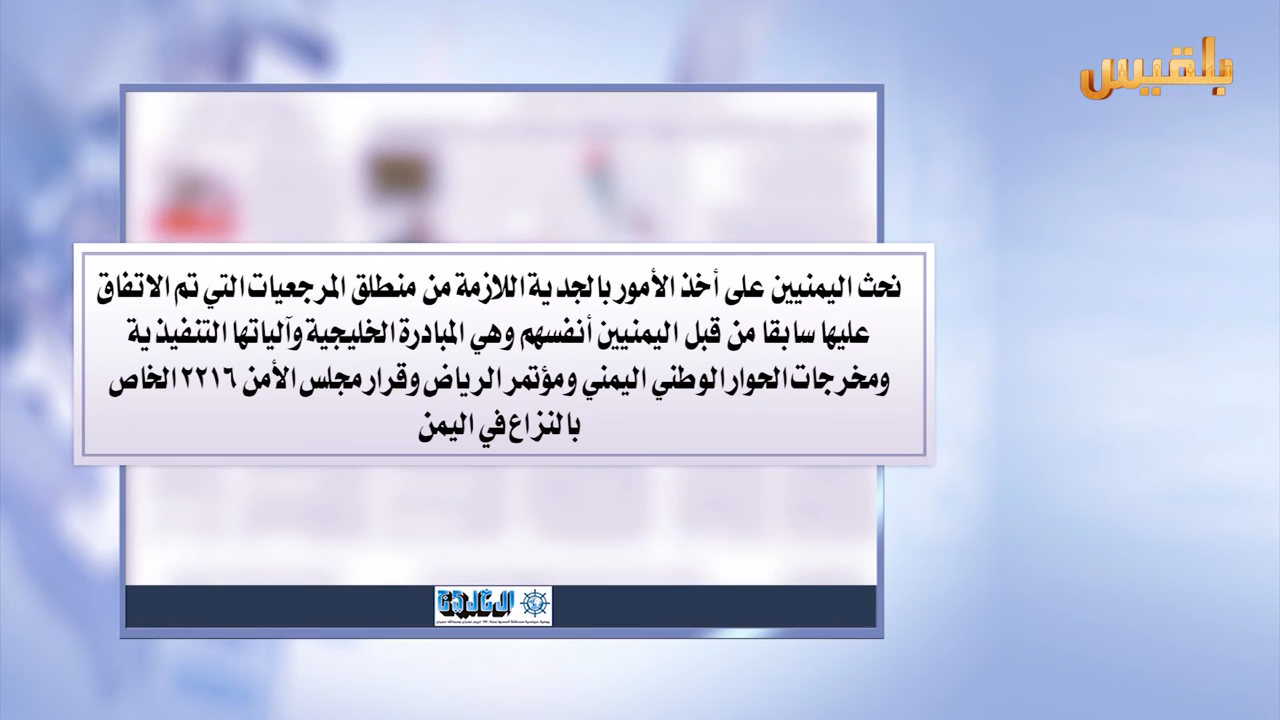 بلقيس
نحث اليمنيين على أخذ الأمور بالجدية اللازمة من منطلق المرجعيات التي تم الاتفاق
عليها سابقا من قبل اليمنيين أنفسهم وهي المبادرة الخليجية وآلياتها التنفيذية
ومخرجات الحوار الوطني اليمني ومؤتمر الرياض وقرار مجلس الأمن ٢٢١٦ الخاص
بالنزاع في اليمن
الخليج